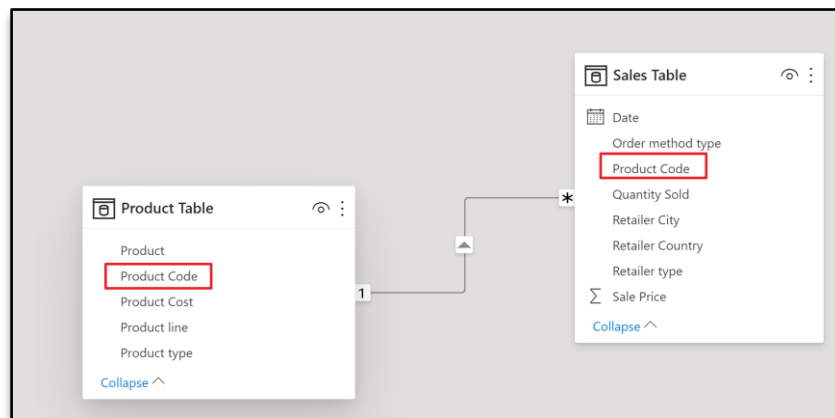 Product Table
Product
Product Code
Product Cost
Product line
Product type
Collapse
1
*
Sales Table
Date
Order method type
Product Code
Quantity Sold
Retailer City
Retailer Country
Retailer type
Σ Sale Price
Collapse